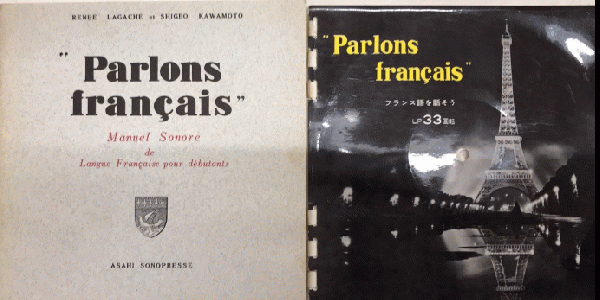 RENÉE LAGACHE et SHIGEO KAWAMOTO
"Parlons
français"
Manuel Sonore
de
Langue Française pour débutants
ASAHI SONOPRESSE
"Parlons
français"
フランス語を話そう
LP33回転